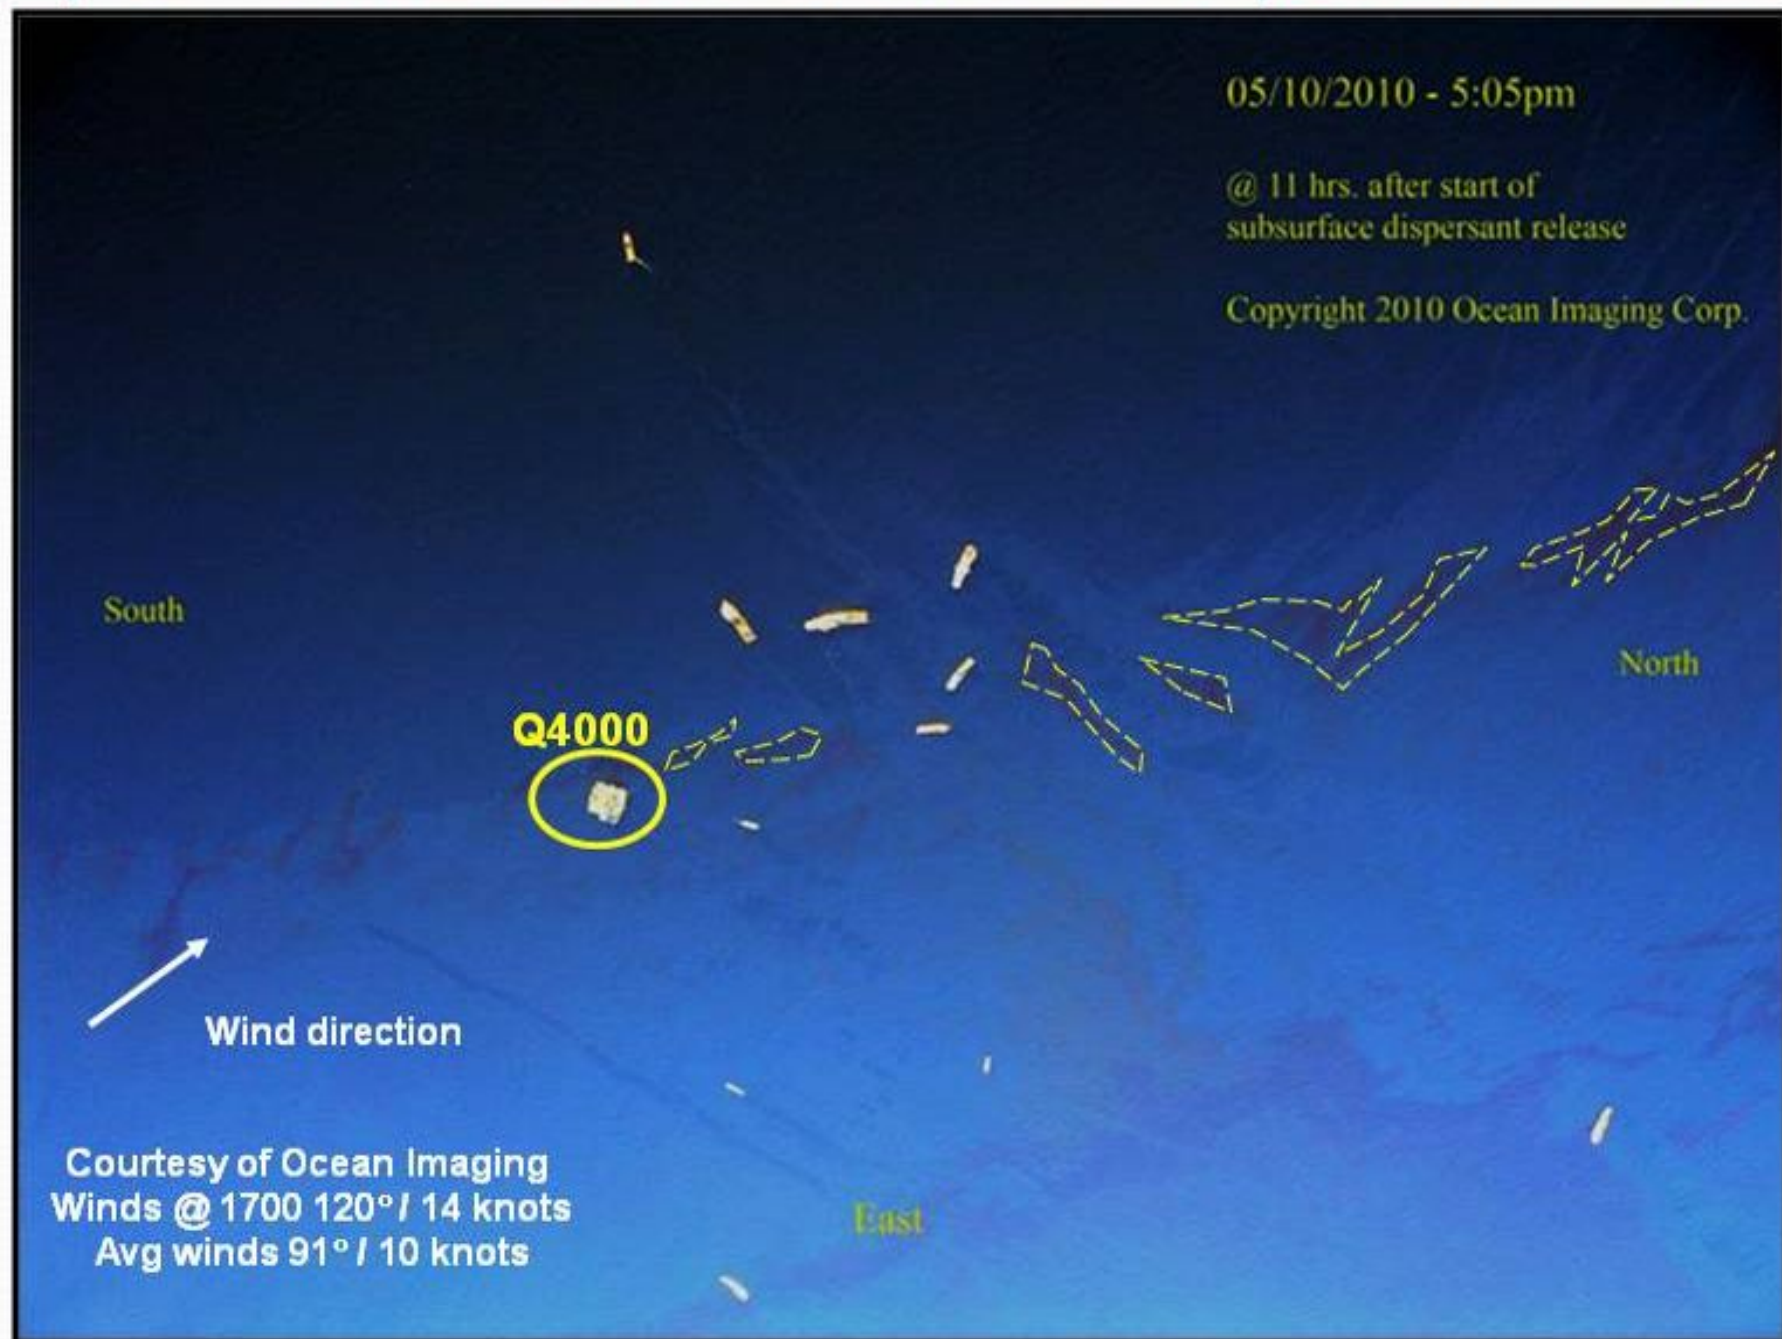 05/10/2010 - 5:05pm
@ 11 hrs. after start of
subsurface dispersant release
Copyright 2010 Ocean Imaging Corp.
South
North
Q4000
Wind direction
Courtesy of Ocean Imaging
Winds @ 1700 120° / 14 knots
Avg winds 91° / 10 knots
East